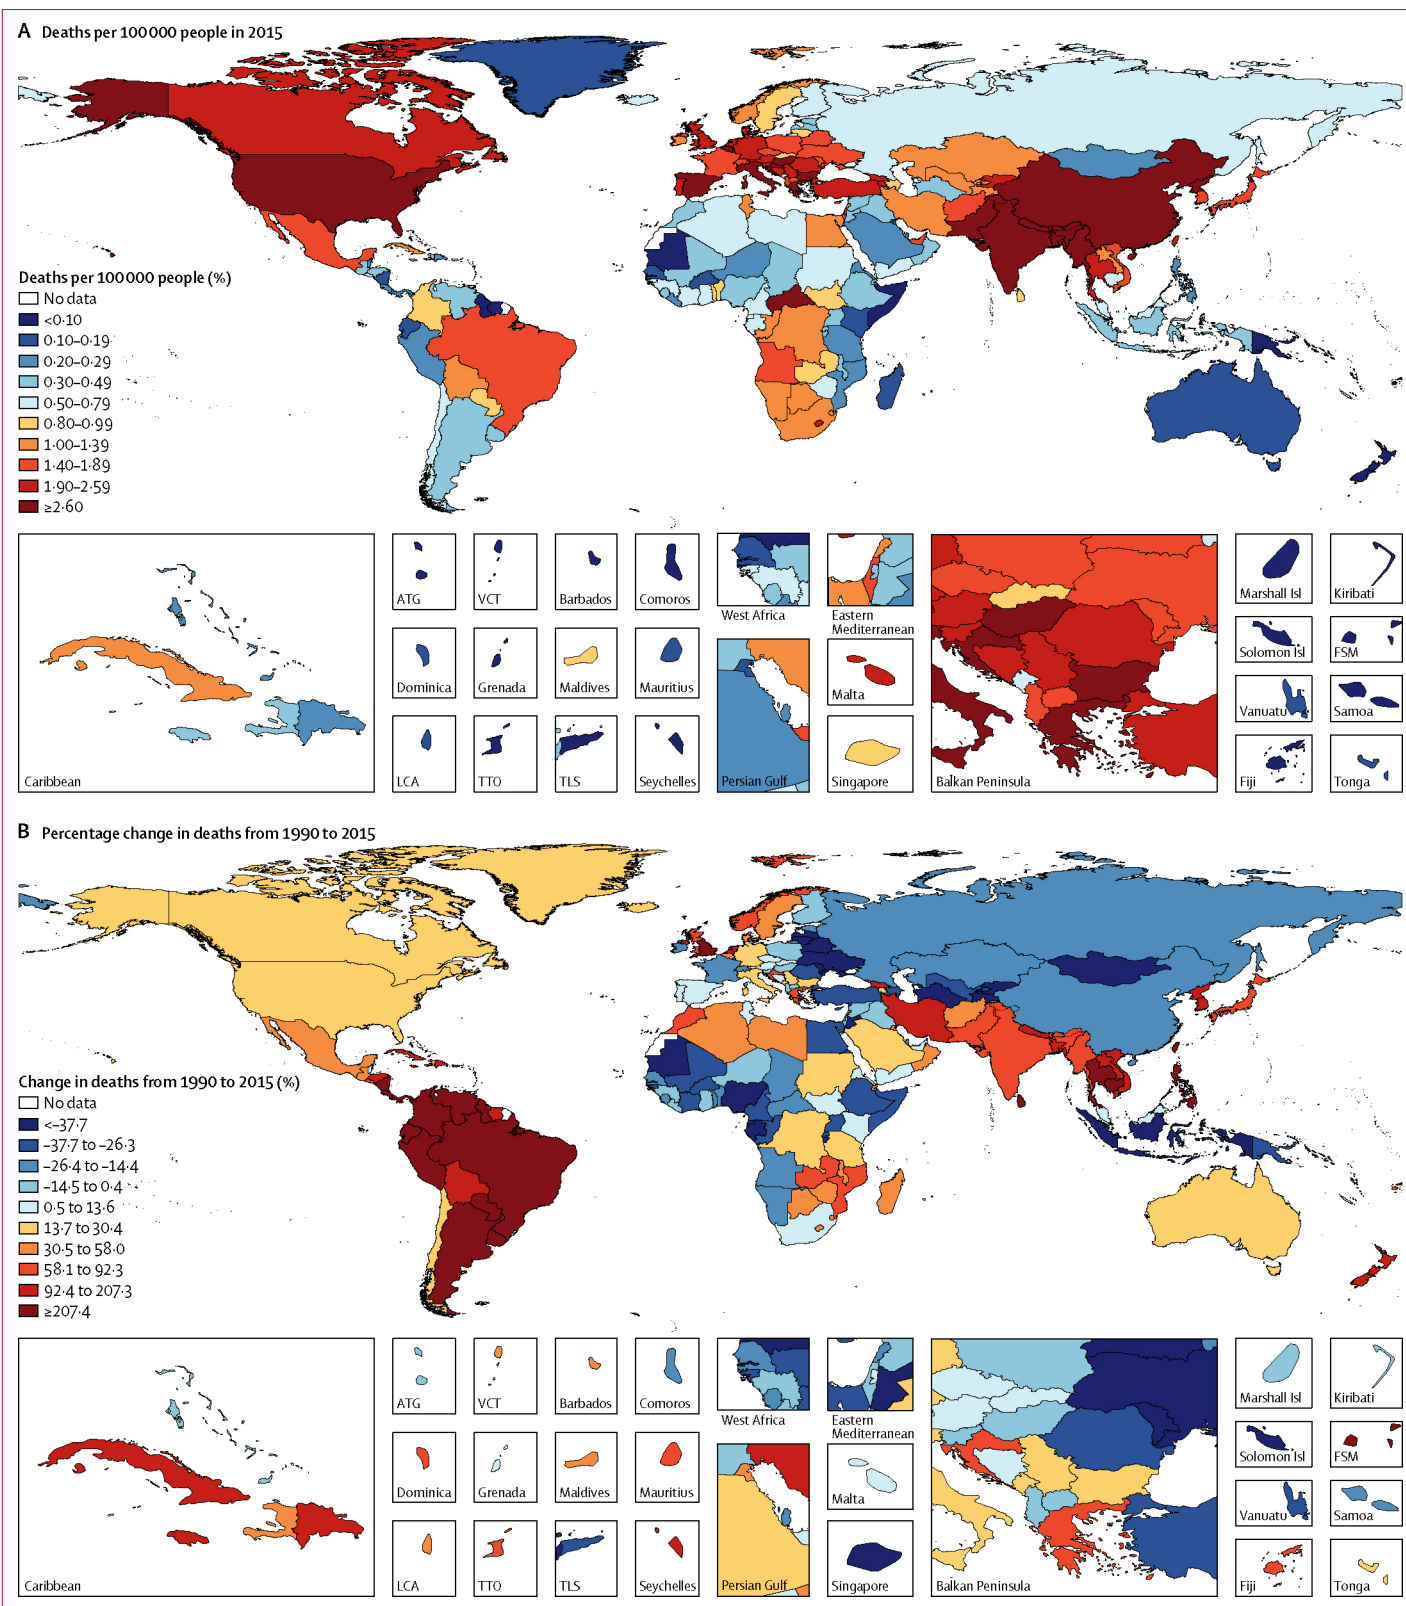 A Deaths per 100 000 people in 2015
Deaths per 100 000 people (%)
No data
<0·10
0·10–0·19
0·20–0·29
0·30–0·49
0·50–0·79
0·80–0·99
1·00–1·39
1·40–1·89
1·90–2·59
≥2·60
Caribbean
ATG
VCT
Barbados
Comoros
Dominica
Grenada
Maldives
Mauritius
LCA
TTO
TLS
Seychelles
West Africa
Eastern
Mediterranean
Persian Gulf
Malta
Singapore
Balkan Peninsula
Marshall Isl
Kiribati
Solomon Isl
FSM
Vanuatu
Samoa
Fiji
Tonga
B Percentage change in deaths from 1990 to 2015
Change in deaths from 1990 to 2015 (%)
No data
<–37·7
–37·7 to –26·3
–26·4 to –14·4
–14·5 to 0·4
0·5 to 13·6
13·7 to 30·4
30·5 to 58·0
58·1 to 92·3
92·4 to 207·3
≥207·4
Caribbean
ATG
VCT
Barbados
Comoros
Dominica
Grenada
Maldives
Mauritius
LCA
TTO
TLS
Seychelles
West Africa
Eastern
Mediterranean
Persian Gulf
Malta
Singapore
Balkan Peninsula
Marshall Isl
Kiribati
Solomon Isl
FSM
Vanuatu
Samoa
Fiji
Tonga